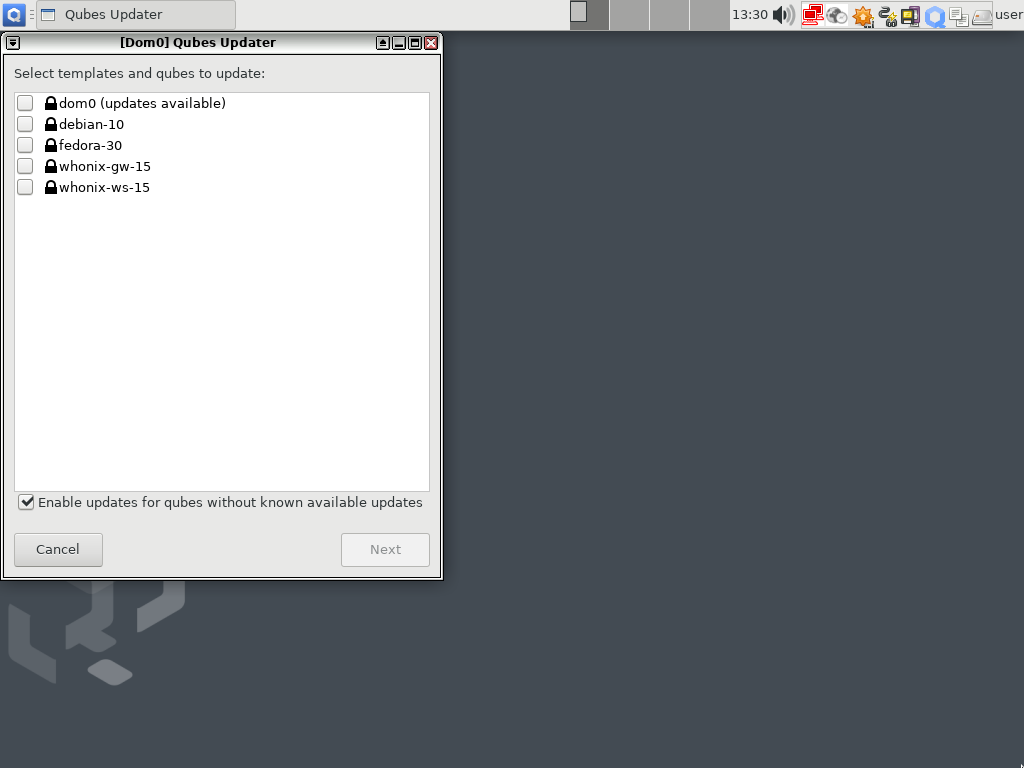 Qubes Updater
13:30
user
[Dom0] Qubes Updater
Select templates and qubes to update:
dom0 (updates available)
debian-10
fedora-30
whonix-gw-15
whonix-ws-15
Enable updates for qubes without known available updates
Cancel
Next